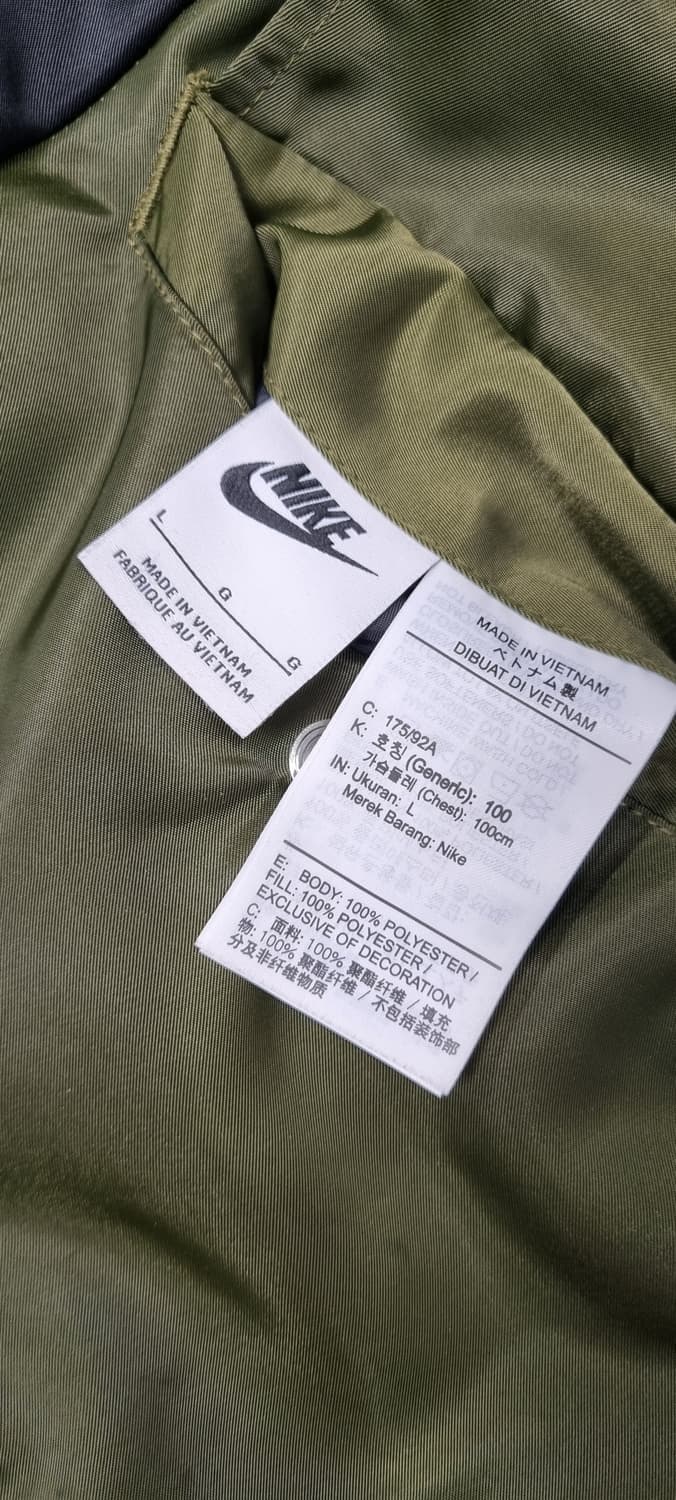 NIKE
L
G
G
MADE IN VIETNAM
FABRIQUE AU VIETNAM
MADE IN VIETNAM
ベトナム製
DIBUAT DI VIETNAM
C: 175/92A
K: 호칭 (Generic): 100
가슴둘레 (Chest): 100cm
IN: Ukuran: L
Merek Barang: Nike
E: BODY: 100% POLYESTER /
FILL: 100% POLYESTER /
EXCLUSIVE OF DECORATION
C: 面料: 100% 聚酯纤维 / 填充
物: 100% 聚酯纤维 / 不包括装饰部
分及非纤维物质